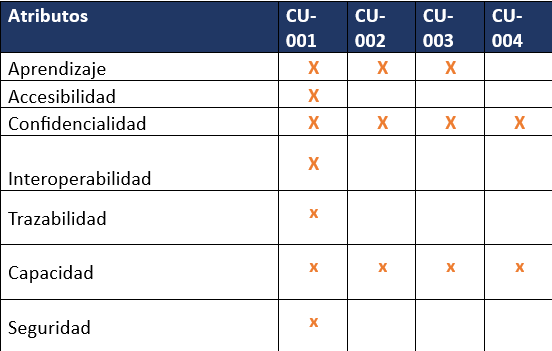 Atributos CU-001 CU-002 CU-003 CU-004
Aprendizaje X X X
Accesibilidad X
Confidencialidad X X X X
Interoperabilidad X
Trazabilidad x
Capacidad x x x x
Seguridad x